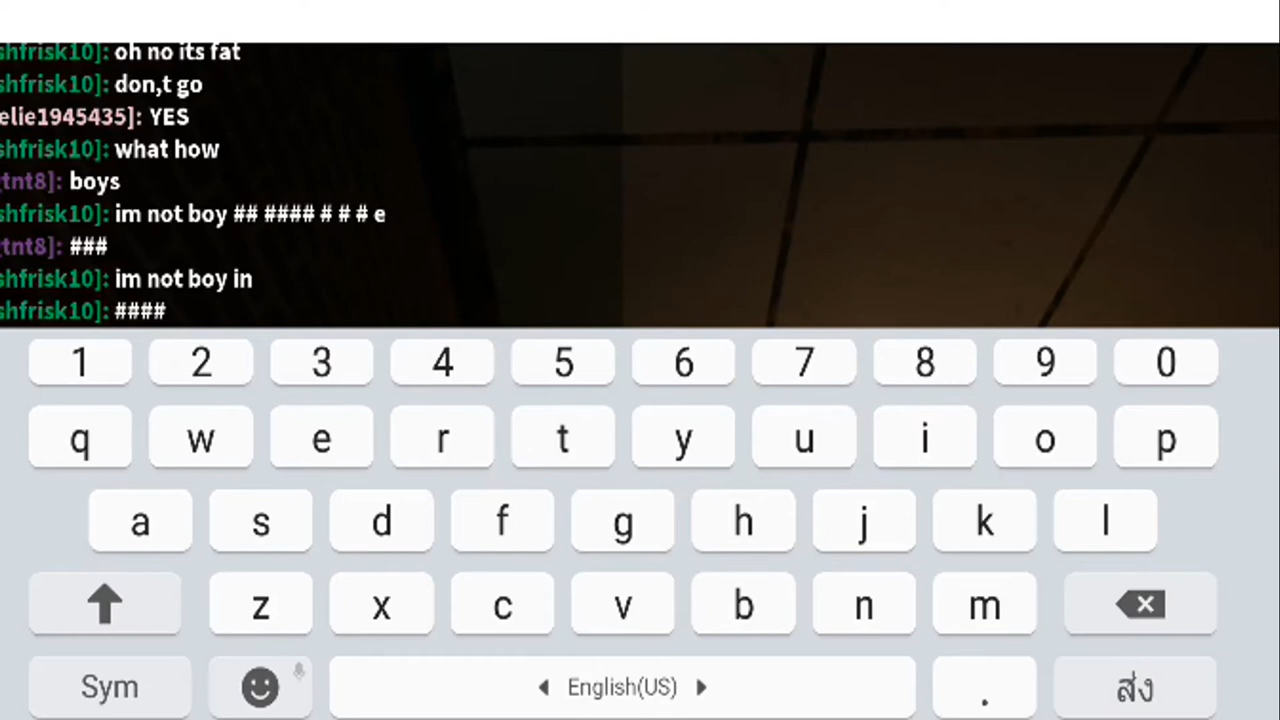 shfrisk10]: oh no its fat
shfrisk10]: don,t go
elie1945435]: YES
shfrisk10]: what how
tnt8]: boys
shfrisk10]: im not boy ## #### # # # e
tnt8]: ###
shfrisk10]: im not boy in
shfrisk10]: ####
1 2 3 4 5 6 7 8 9 0
q w e r t y u i o p
a s d f g h j k l
z x c v b n m
Sym English(US) . ส่ง